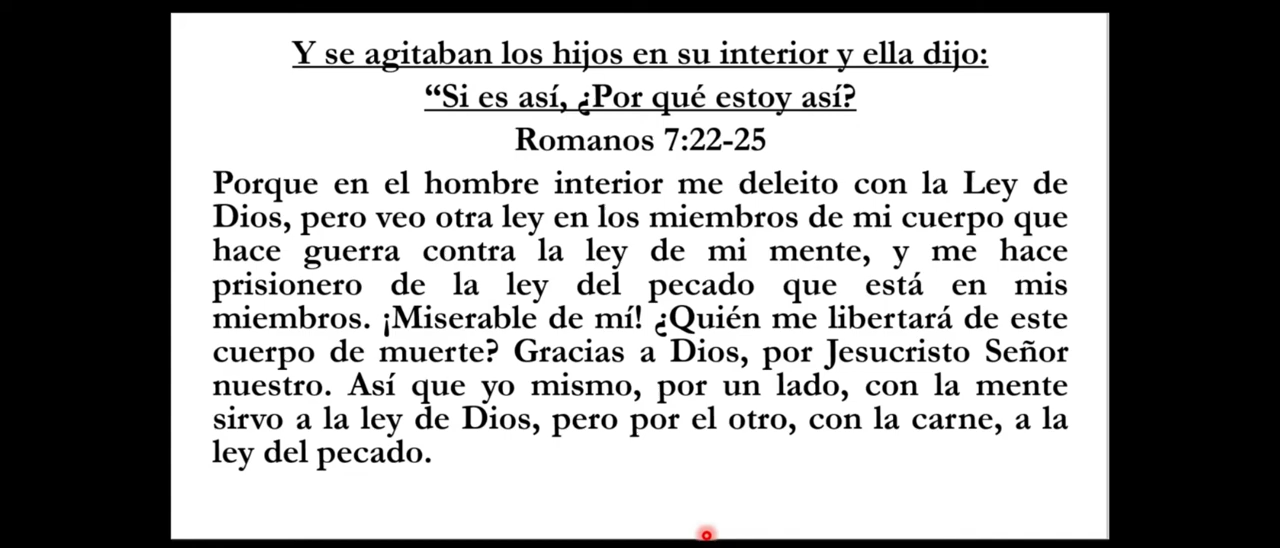 Y se agitaban los hijos en su interior y ella dijo:
“Si es así, ¿Por qué estoy así?
Romanos 7:22-25
Porque en el hombre interior me deleito con la Ley de
Dios, pero veo otra ley en los miembros de mi cuerpo que
hace guerra contra la ley de mi mente, y me hace
prisionero de la ley del pecado que está en mis
miembros. ¡Miserable de mí! ¿Quién me libertará de este
cuerpo de muerte? Gracias a Dios, por Jesucristo Señor
nuestro. Así que yo mismo, por un lado, con la mente
sirvo a la ley de Dios, pero por el otro, con la carne, a la
ley del pecado.